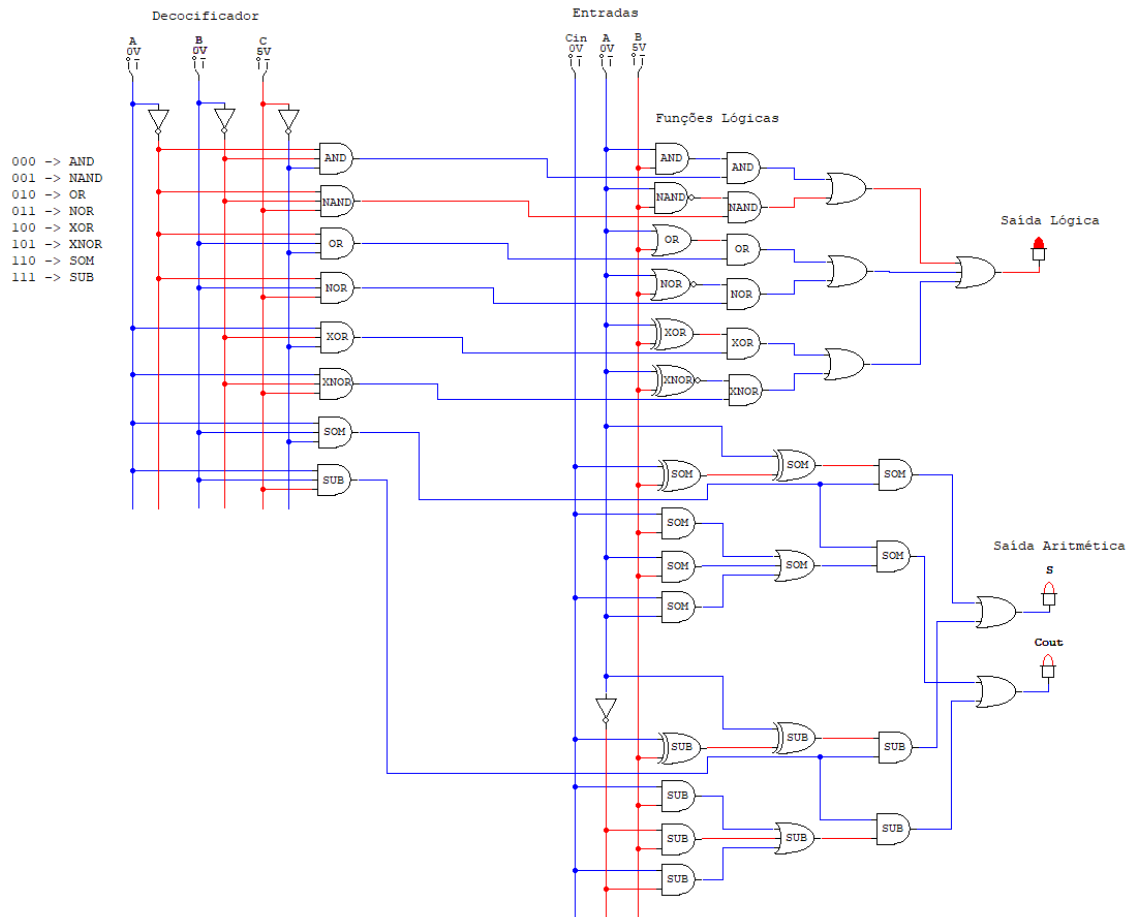 Decocificador
Entradas
A
0V
B
0V
C
5V
Cin
0V
A
0V
B
5V
Funções Lógicas
000 -> AND
001 -> NAND
010 -> OR
011 -> NOR
100 -> XOR
101 -> XNOR
110 -> SOM
111 -> SUB
AND
AND
AND
NAND
NAND
NAND
OR
OR
OR
NOR
NOR
NOR
XOR
XOR
XOR
XNOR
XNOR
XNOR
Saída Lógica
SOM
SUB
SOM
SOM
SOM
SOM
SOM
SOM
SOM
SOM
Saída Aritmética
S
Cout
SUB
SUB
SUB
SUB
SUB
SUB
SUB
SUB